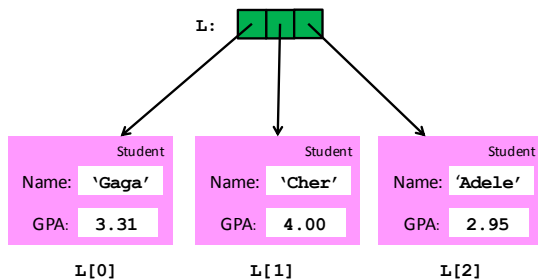 L:
Student Student Student
Name: ‘Gaga’ Name: ‘Cher’ Name: ‘Adele’
GPA: 3.31 GPA: 4.00 GPA: 2.95
L[0] L[1] L[2]